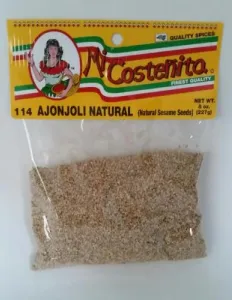 QUALITY SPICES
Mi Costeñita
FINEST QUALITY
114 AJONJOLI NATURAL (Natural Sesame Seeds)
NET WT.
8 oz.
(227g)